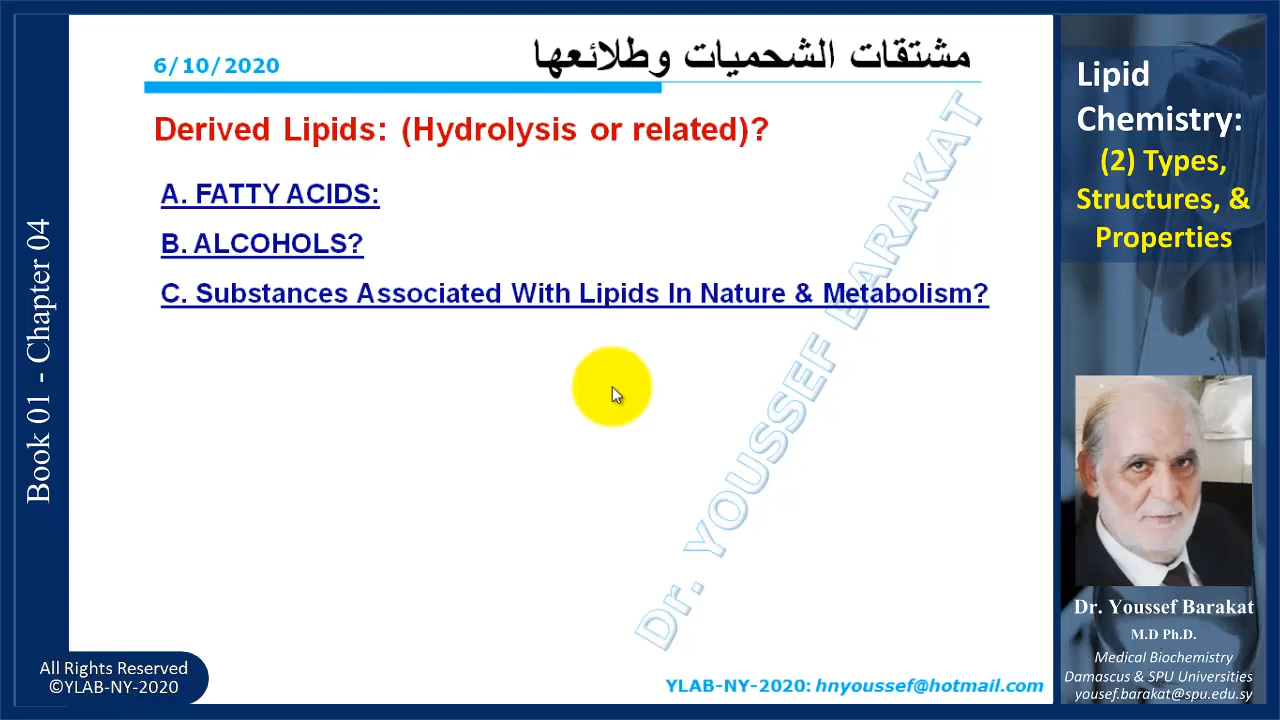 6/10/2020
مشتقات الشحميات وطلائعها
Derived Lipids: (Hydrolysis or related)?
A. FATTY ACIDS:
B. ALCOHOLS?
C. Substances Associated With Lipids In Nature & Metabolism?
Dr. YOUSSEF BARAKAT
YLAB-NY-2020: hnyoussef@hotmail.com
Book 01 - Chapter 04
All Rights Reserved
©YLAB-NY-2020
Lipid
Chemistry:
(2) Types,
Structures, &
Properties
Dr. Youssef Barakat
M.D Ph.D.
Medical Biochemistry
Damascus & SPU Universities
yousef.barakat@spu.edu.sy